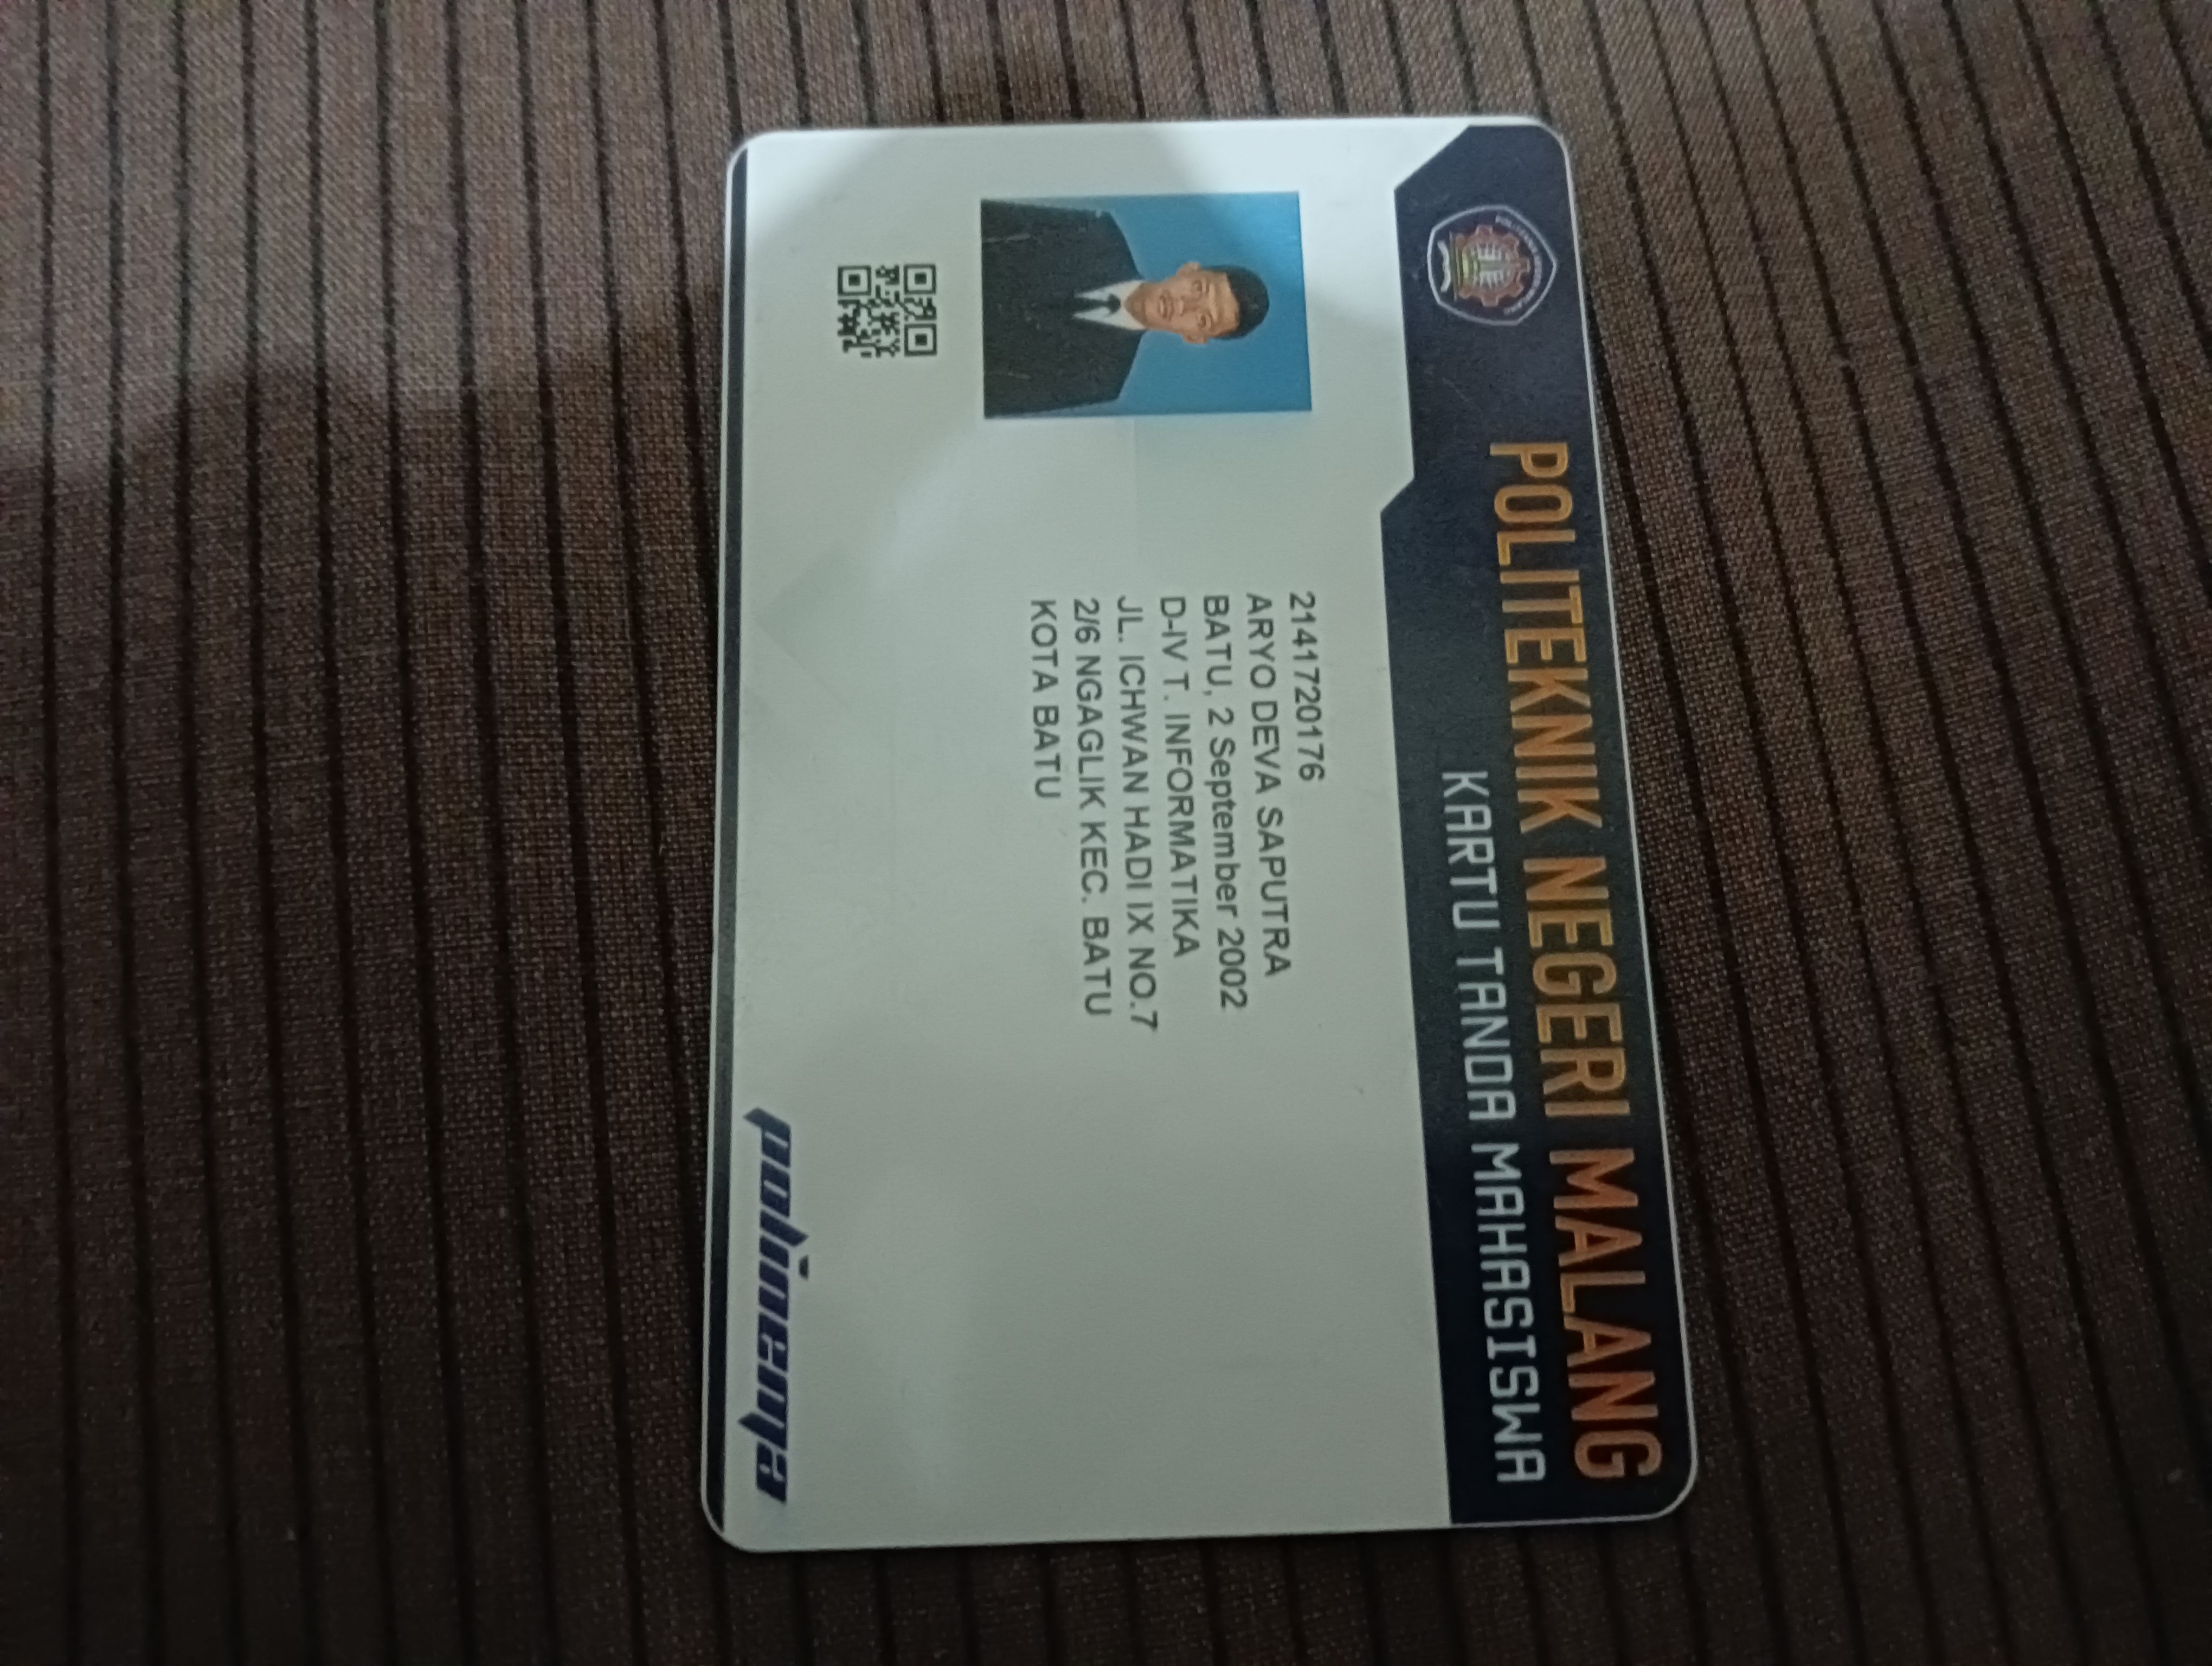 POLITEKNIK NEGERI MALANG
KARTU TANDA MAHASISWA
2141720176
ARYO DEVA SAPUTRA
BATU, 2 September 2002
D-IV T. INFORMATIKA
JL. ICHWAN HADI IX NO.7
2/6 NGAGLIK KEC. BATU
KOTA BATU
polinema